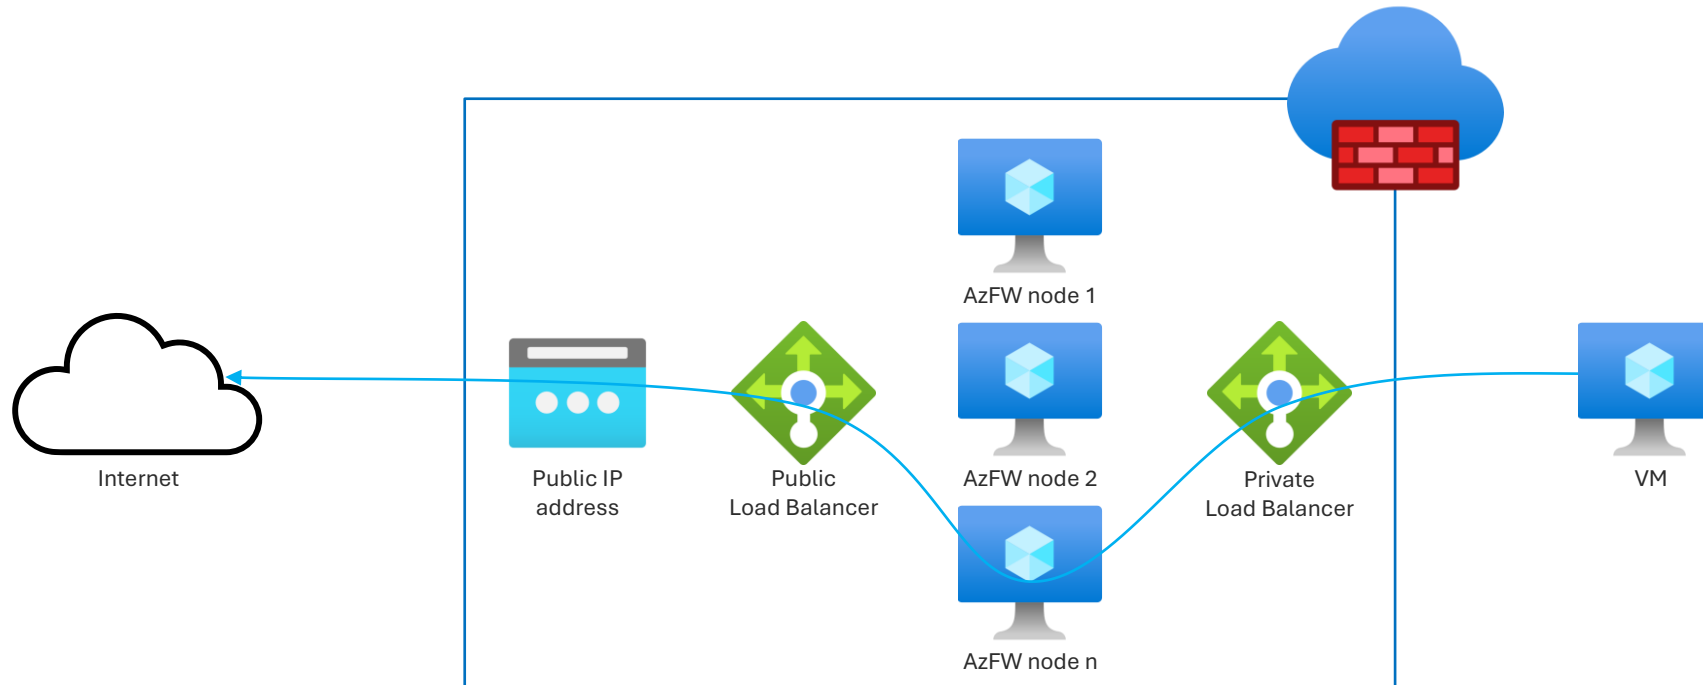 AzFW node 1
Internet
Public IP
address
Public
Load Balancer
AzFW node 2
Private
Load Balancer
VM
AzFW node n